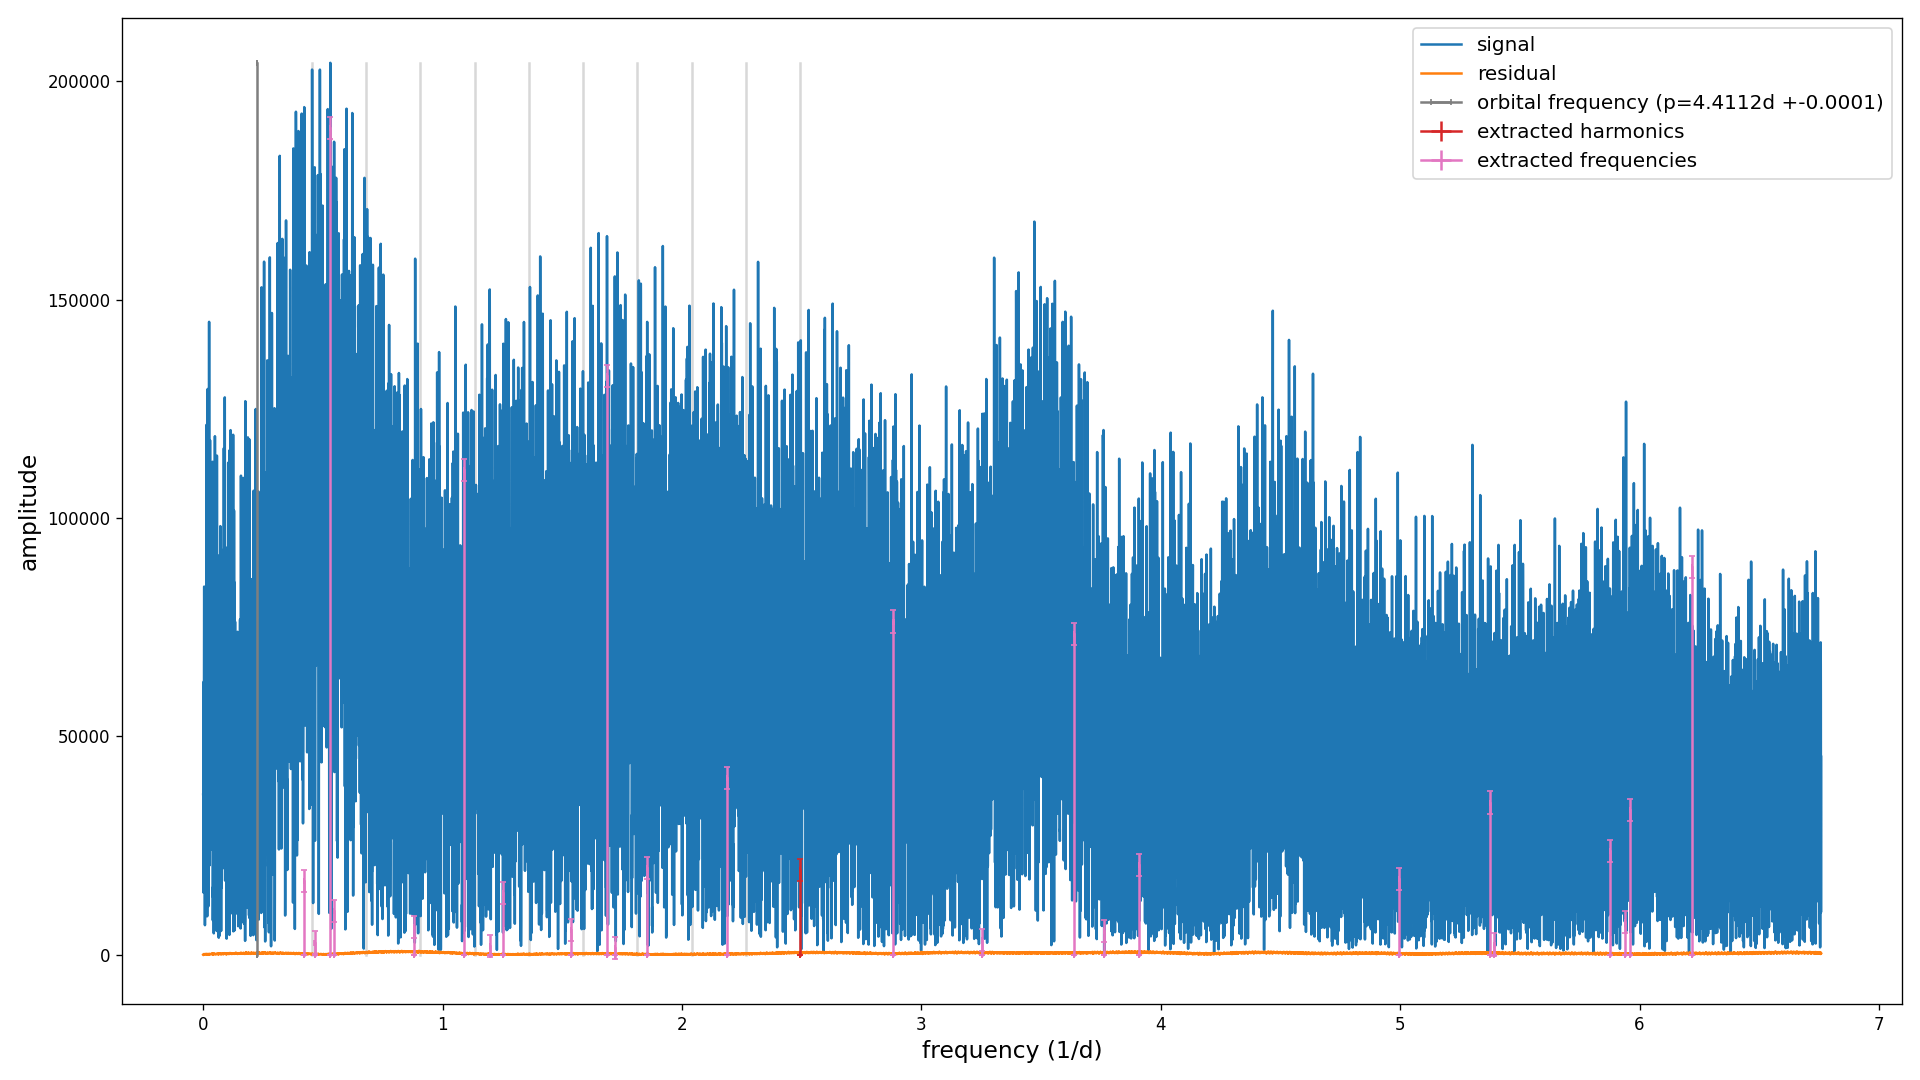 signal
residual
orbital frequency (p=4.4112d +-0.0001)
extracted harmonics
extracted frequencies
200000
150000
100000
50000
0
amplitude
0 1 2 3 4 5 6 7
frequency (1/d)